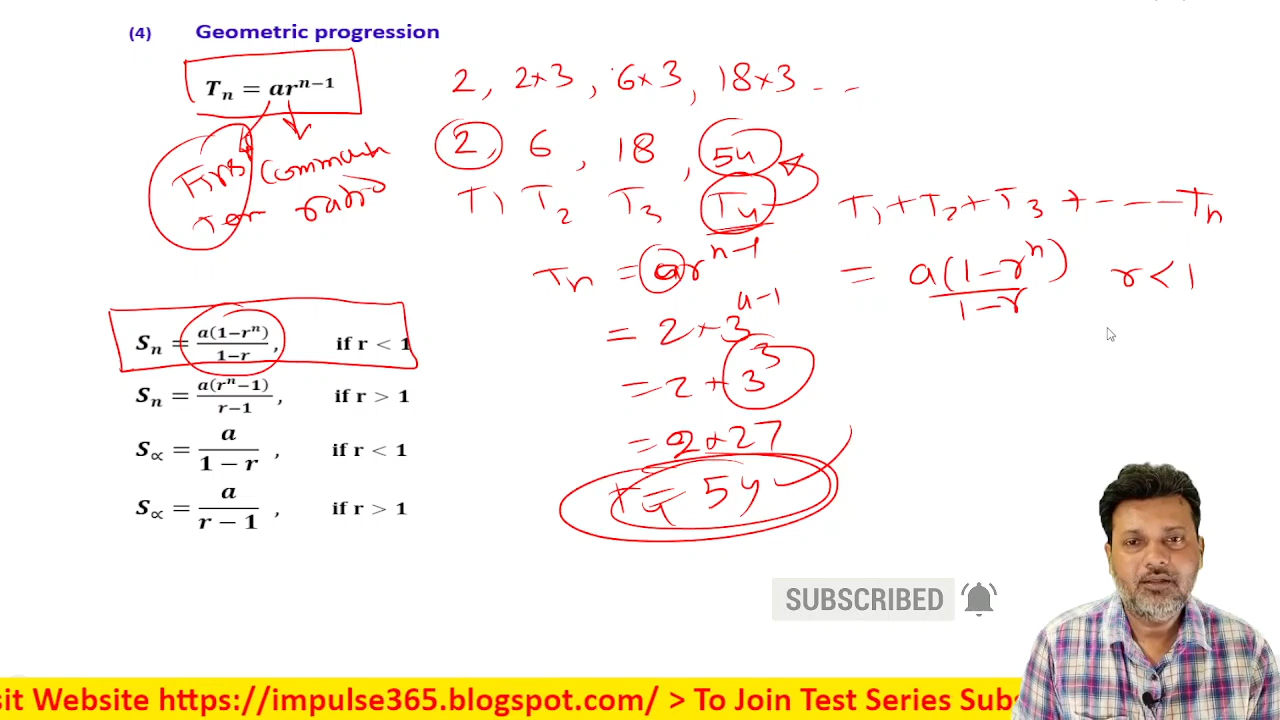 (4) Geometric progression
Tₙ = arⁿ⁻¹
First Common
Term ratio
2, 2×3, 6×3, 18×3 - - -
2, 6, 18, 54
T₁ T₂ T₃ T₄
Tₙ = arⁿ⁻¹
= 2 × 3⁴⁻¹
= 2 × 3³
= 2 × 27
T₄ = 54
T₁ + T₂ + T₃ + - - - - Tₙ
= a(1-rⁿ)/1-r r < 1
Sₙ = a(1-rⁿ)/1-r, if r < 1
Sₙ = a(rⁿ-1)/r-1, if r > 1
S∝ = a/1 - r, if r < 1
S∝ = a/r - 1, if r > 1
SUBSCRIBED
sit Website https://impulse365.blogspot.com/ > To Join Test Series Subs